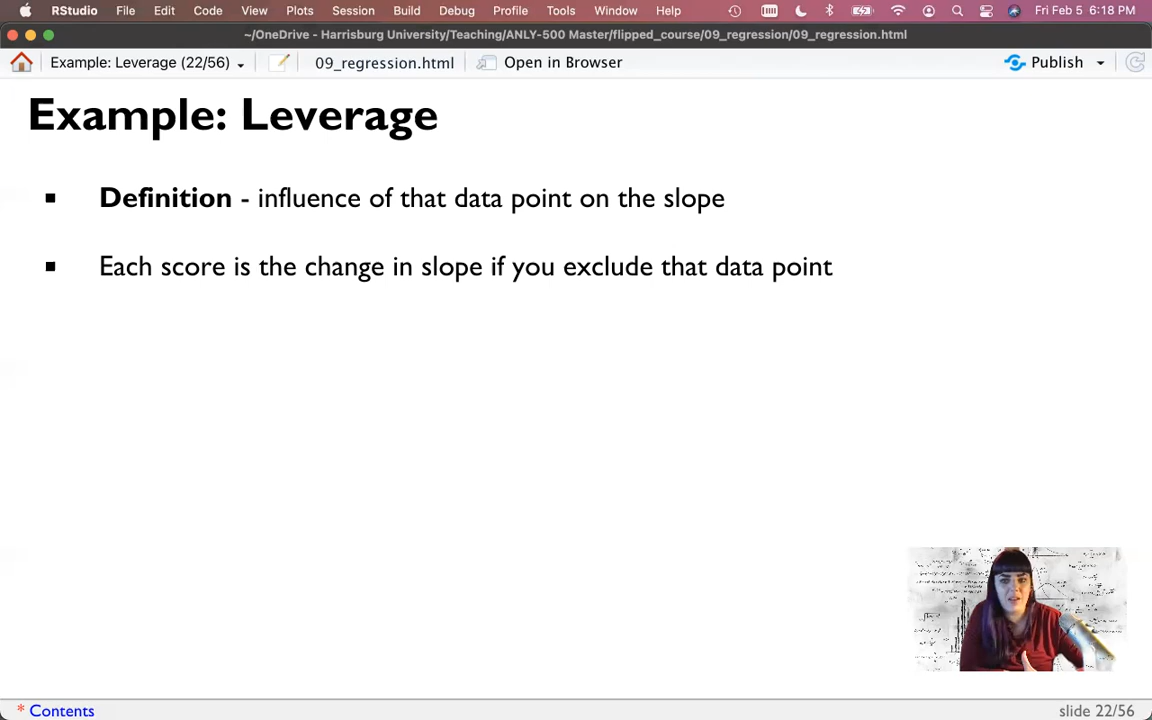 RStudio File Edit Code View Plots Session Build Debug Profile Tools Window Help Fri Feb 5 6:18 PM
~/OneDrive - Harrisburg University/Teaching/ANLY-500 Master/flipped_course/09_regression/09_regression.html
Example: Leverage (22/56) 09_regression.html Open in Browser Publish
Example: Leverage
Definition - influence of that data point on the slope
Each score is the change in slope if you exclude that data point
* Contents slide 22/56